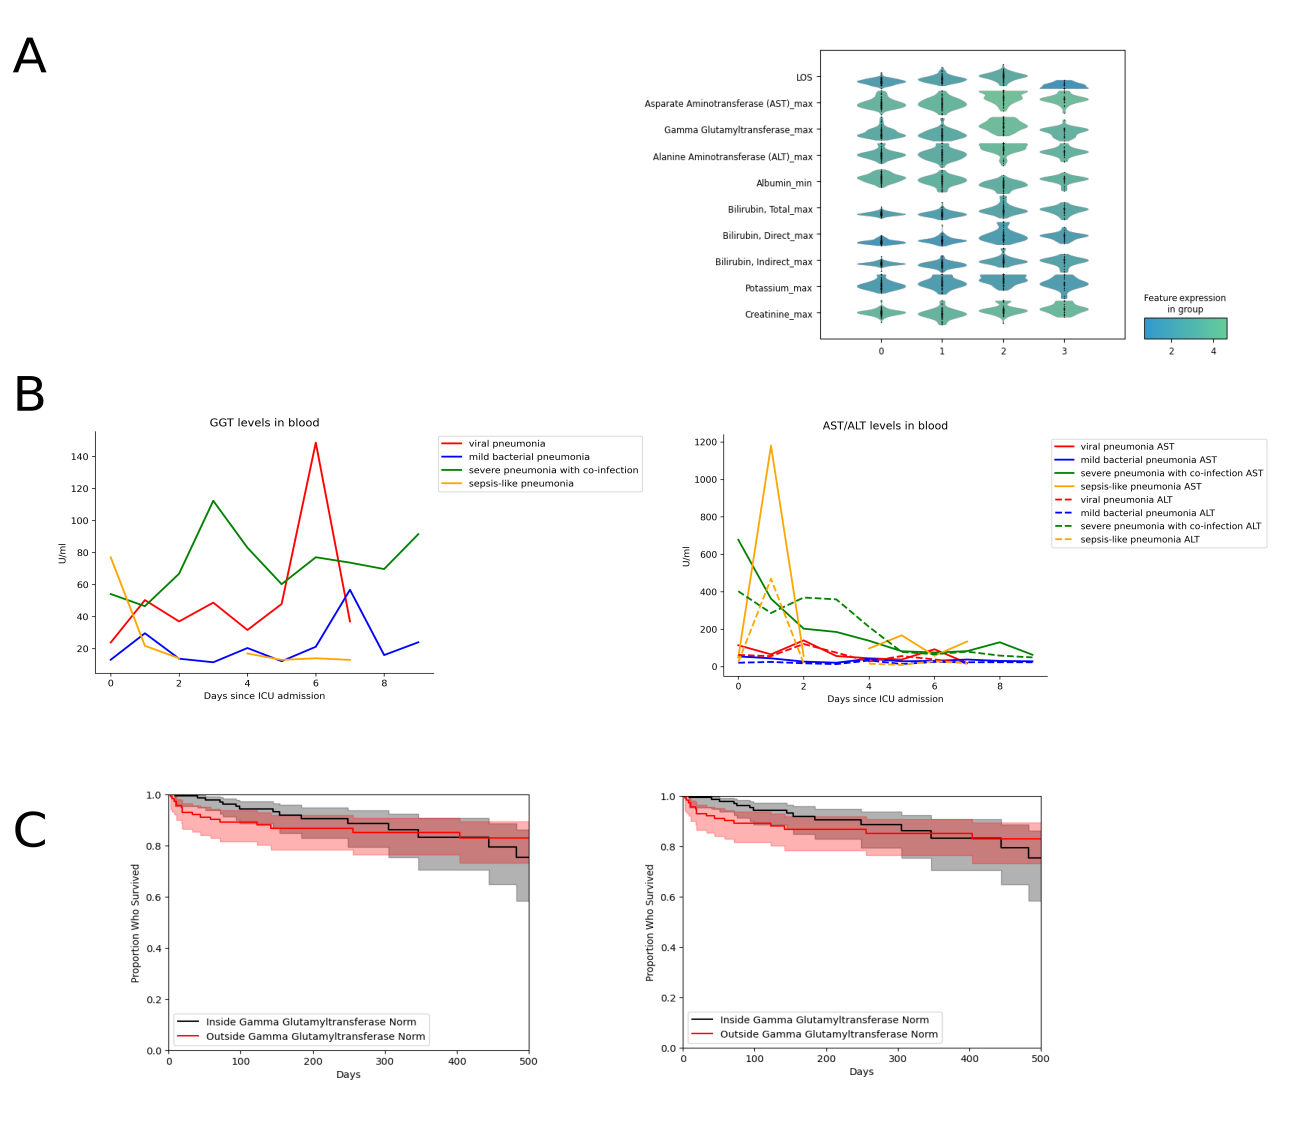 A
LOS
Asparate Aminotransferase (AST)_max
Gamma Glutamyltransferase_max
Alanine Aminotransferase (ALT)_max
Albumin_min
Bilirubin, Total_max
Bilirubin, Direct_max
Bilirubin, Indirect_max
Potassium_max
Creatinine_max
0 1 2 3
Feature expression
in group
2 4
B
GGT levels in blood
140
120
100
80
60
40
20
U/ml
0 2 4 6 8
Days since ICU admission
viral pneumonia
mild bacterial pneumonia
severe pneumonia with co-infection
sepsis-like pneumonia
AST/ALT levels in blood
1200
1000
800
600
400
200
0
U/ml
0 2 4 6 8
Days since ICU admission
viral pneumonia AST
mild bacterial pneumonia AST
severe pneumonia with co-infection AST
sepsis-like pneumonia AST
viral pneumonia ALT
mild bacterial pneumonia ALT
severe pneumonia with co-infection ALT
sepsis-like pneumonia ALT
C
1.0
0.8
0.6
0.4
0.2
0.0
Proportion Who Survived
Inside Gamma Glutamyltransferase Norm
Outside Gamma Glutamyltransferase Norm
0 100 200 300 400 500
Days
1.0
0.8
0.6
0.4
0.2
0.0
Proportion Who Survived
Inside Gamma Glutamyltransferase Norm
Outside Gamma Glutamyltransferase Norm
0 100 200 300 400 500
Days